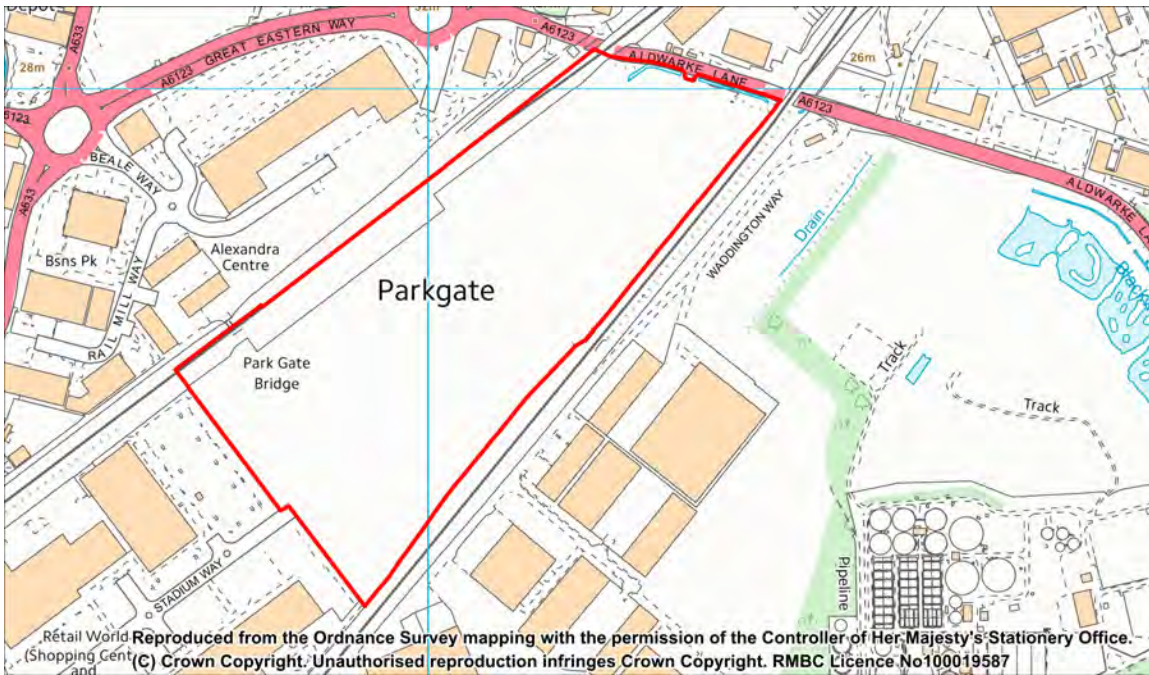 Depot
A633
28m
A6123
A6123 GREAT EASTERN WAY
32m
A6123
ALDWARKE LANE
26m
A6123
ALDWARKE LA
BEALE WAY
A633
Bsns Pk
RAIL MILL WAY
Alexandra
Centre
Parkgate
Park Gate
Bridge
WADDINGTON WAY
Drain
Track
Track
Pipeline
STADIUM WAY
Retail World
(Shopping Cent
and
Reproduced from the Ordnance Survey mapping with the permission of the Controller of Her Majesty's Stationery Office.
(C) Crown Copyright. Unauthorised reproduction infringes Crown Copyright. RMBC Licence No100019587